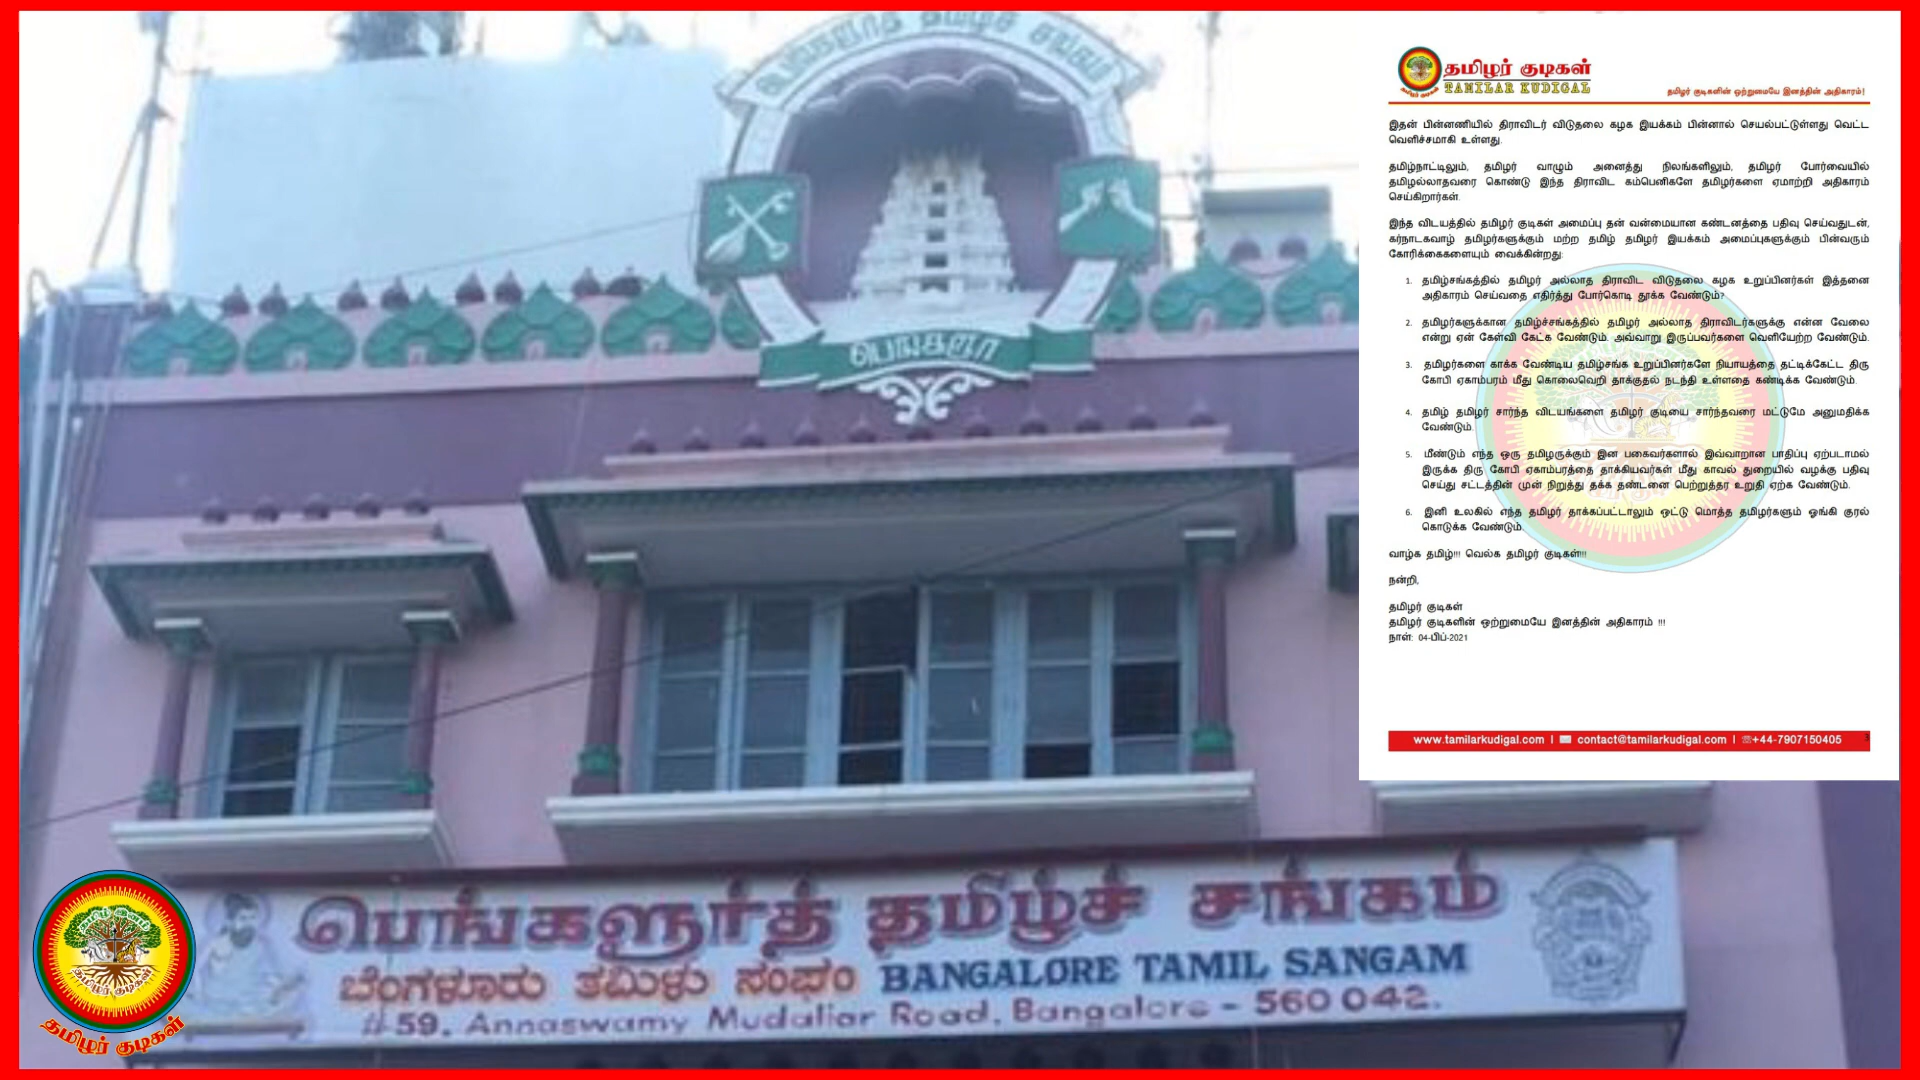 பெங்களூர்த் தமிழ்ச் சங்கம்
பெங்களூர்
பெங்களூர்த் தமிழ்ச் சங்கம்
ಬೆಂಗಳೂರು ತಮಿಳು ಸಂಘಂ BANGALORE TAMIL SANGAM
# 59, Annaswamy Mudaliar Road, Bangalore - 560 042.
தமிழர் குடிகள்
தமிழர் குடிகள்
TAMILAR KUDIGAL
தமிழர் குடிகளின் ஒற்றுமையே இனத்தின் அதிகாரம்!
இதன் பின்னணியில் திராவிடர் விடுதலை கழக இயக்கம் பின்னால் செயல்பட்டுள்ளது வெட்ட
வெளிச்சமாகி உள்ளது.
தமிழ்நாட்டிலும், தமிழர் வாழும் அனைத்து நிலங்களிலும், தமிழர் போர்வையில்
தமிழல்லாதவரை கொண்டு இந்த திராவிட கம்பெனிகளே தமிழர்களை ஏமாற்றி அதிகாரம்
செய்கிறார்கள்.
இந்த விடயத்தில் தமிழர் குடிகள் அமைப்பு தன் வன்மையான கண்டனத்தை பதிவு செய்வதுடன்,
கர்நாடகவாழ் தமிழர்களுக்கும் மற்ற தமிழ் தமிழர் இயக்கம் அமைப்புகளுக்கும் பின்வரும்
கோரிக்கைகளையும் வைக்கின்றது:
1. தமிழ்சங்கத்தில் தமிழர் அல்லாத திராவிட விடுதலை கழக உறுப்பினர்கள் இத்தனை
அதிகாரம் செய்வதை எதிர்த்து போர்கொடி தூக்க வேண்டும்?
2. தமிழர்களுக்கான தமிழ்ச்சங்கத்தில் தமிழர் அல்லாத திராவிடர்களுக்கு என்ன வேலை
என்று ஏன் கேள்வி கேட்க வேண்டும். அவ்வாறு இருப்பவர்களை வெளியேற்ற வேண்டும்.
3. தமிழர்களை காக்க வேண்டிய தமிழ்சங்க உறுப்பினர்களே நியாயத்தை தட்டிக்கேட்ட திரு
கோபி ஏகாம்பரம் மீது கொலைவெறி தாக்குதல் நடந்தி உள்ளதை கண்டிக்க வேண்டும்.
4. தமிழ் தமிழர் சார்ந்த விடயங்களை தமிழர் குடியை சார்ந்தவரை மட்டுமே அனுமதிக்க
வேண்டும்.
5. மீண்டும் எந்த ஒரு தமிழருக்கும் இன பகைவர்களால் இவ்வாறான பாதிப்பு ஏற்படாமல்
இருக்க திரு கோபி ஏகாம்பரத்தை தாக்கியவர்கள் மீது காவல் துறையில் வழக்கு பதிவு
செய்து சட்டத்தின் முன் நிறுத்து தக்க தண்டனை பெற்றுத்தர உறுதி ஏற்க வேண்டும்.
6. இனி உலகில் எந்த தமிழர் தாக்கப்பட்டாலும் ஒட்டு மொத்த தமிழர்களும் ஓங்கி குரல்
கொடுக்க வேண்டும்.
வாழ்க தமிழ்!!! வெல்க தமிழர் குடிகள்!!!
நன்றி,
தமிழர் குடிகள்
தமிழர் குடிகளின் ஒற்றுமையே இனத்தின் அதிகாரம் !!!
நாள்: 04-பிப்-2021
www.tamilarkudigal.com | contact@tamilarkudigal.com | +44-7907150405